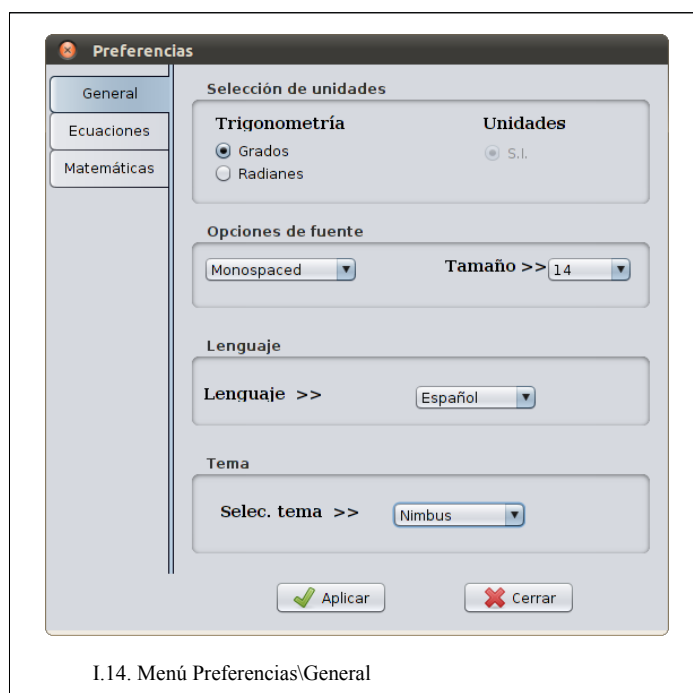 Preferencias
General
Ecuaciones
Matemáticas
Selección de unidades
Trigonometría Unidades
Grados S.I.
Radianes
Opciones de fuente
Monospaced Tamaño >> 14
Lenguaje
Lenguaje >> Español
Tema
Selec. tema >> Nimbus
Aplicar Cerrar
I.14. Menú Preferencias\General